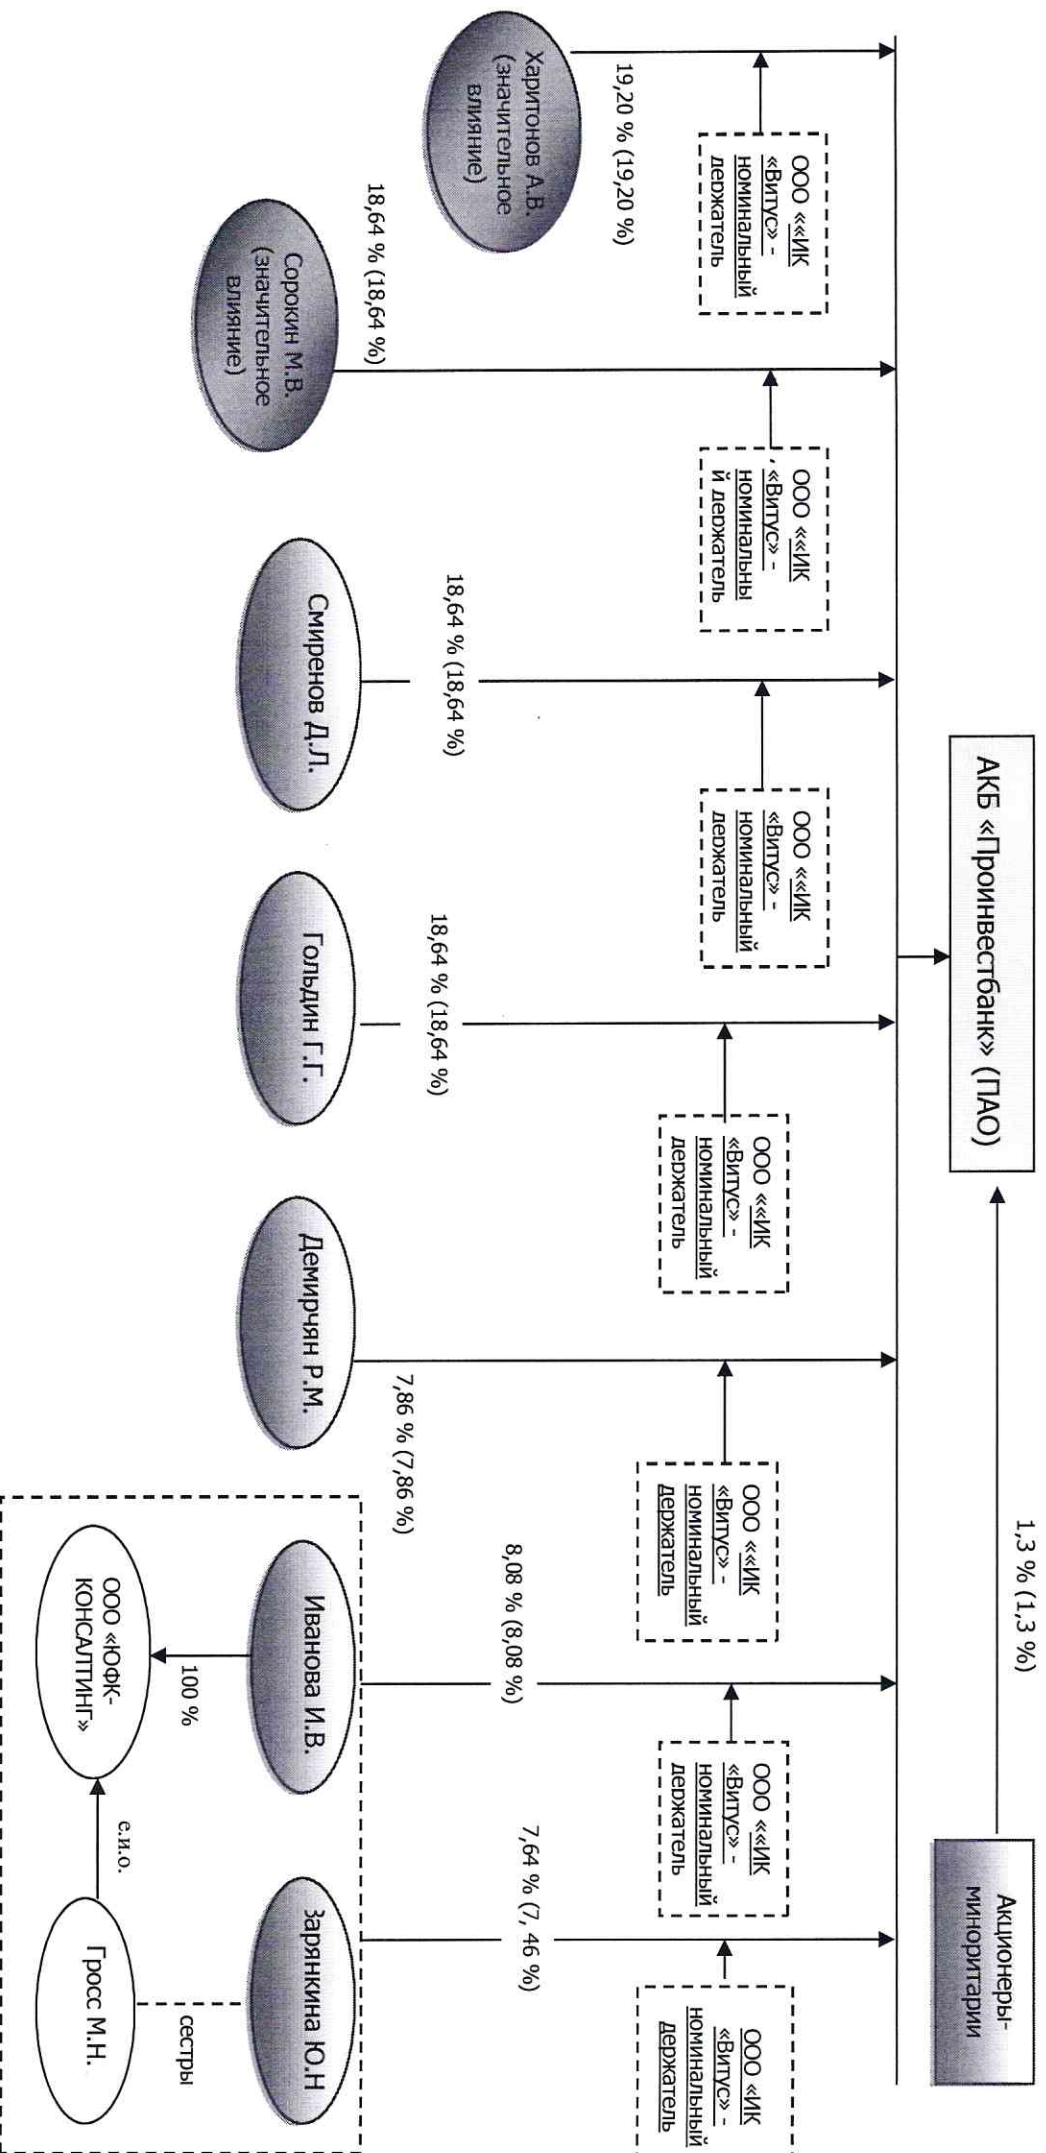 АКБ «Проинвестбанк» (ПАО)
1,3 % (1,3 %)
Акционеры-
миноритарии
ООО ««ИК
«Витус» -
номинальный
держатель
ООО ««ИК
, «Витус» -
номинальны
й держатель
ООО ««ИК
«Витус» -
номинальный
держатель
ООО ««ИК
«Витус» -
номинальный
держатель
ООО ««ИК
«Витус» -
номинальный
держатель
ООО ««ИК
«Витус» -
номинальный
держатель
ООО «ИК
«Витус» -
номинальный
держатель
19,20 % (19,20 %)
18,64 % (18,64 %)
18,64 % (18,64 %)
18,64 % (18,64 %)
7,86 % (7,86 %)
8,08 % (8,08 %)
7,64 % (7, 46 %)
Харитонов А.В.
(значительное
влияние)
Сорокин М.В.
(значительное
влияние)
Смиренов Д.Л.
Гольдин Г.Г.
Демирчян Р.М.
Иванова И.В.
Зарянкина Ю.Н
100 %
сестры
ООО «ЮФК-
КОНСАЛТИНГ»
е.и.о.
Гросс М.Н.